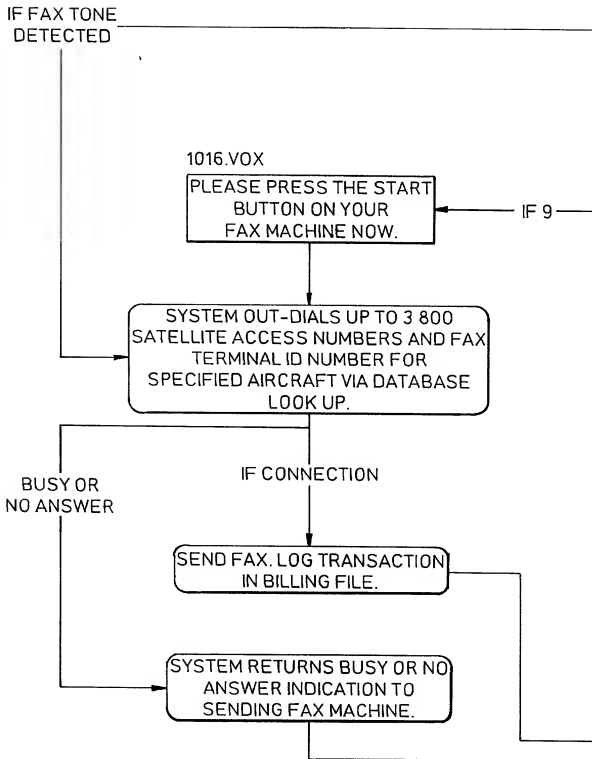 IF FAX TONE
DETECTED
1016.VOX
PLEASE PRESS THE START
BUTTON ON YOUR
FAX MACHINE NOW.
IF 9
SYSTEM OUT-DIALS UP TO 3 800
SATELLITE ACCESS NUMBERS AND FAX
TERMINAL ID NUMBER FOR
SPECIFIED AIRCRAFT VIA DATABASE
LOOK UP.
BUSY OR
NO ANSWER
IF CONNECTION
SEND FAX. LOG TRANSACTION
IN BILLING FILE.
SYSTEM RETURNS BUSY OR NO
ANSWER INDICATION TO
SENDING FAX MACHINE.